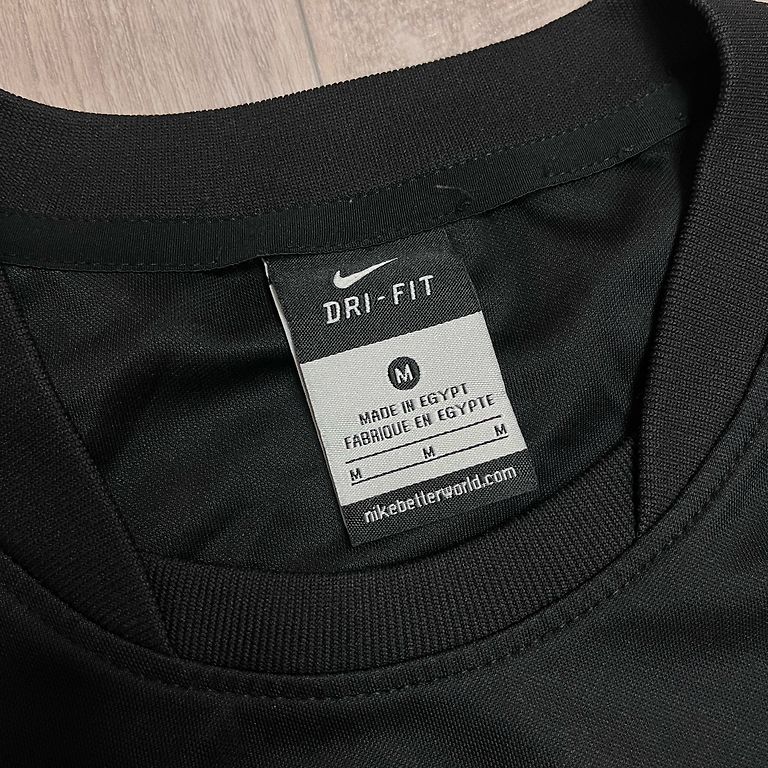 DRI-FIT
M
MADE IN EGYPT
FABRIQUE EN EGYPTE
M M M
nikebetterworld.com